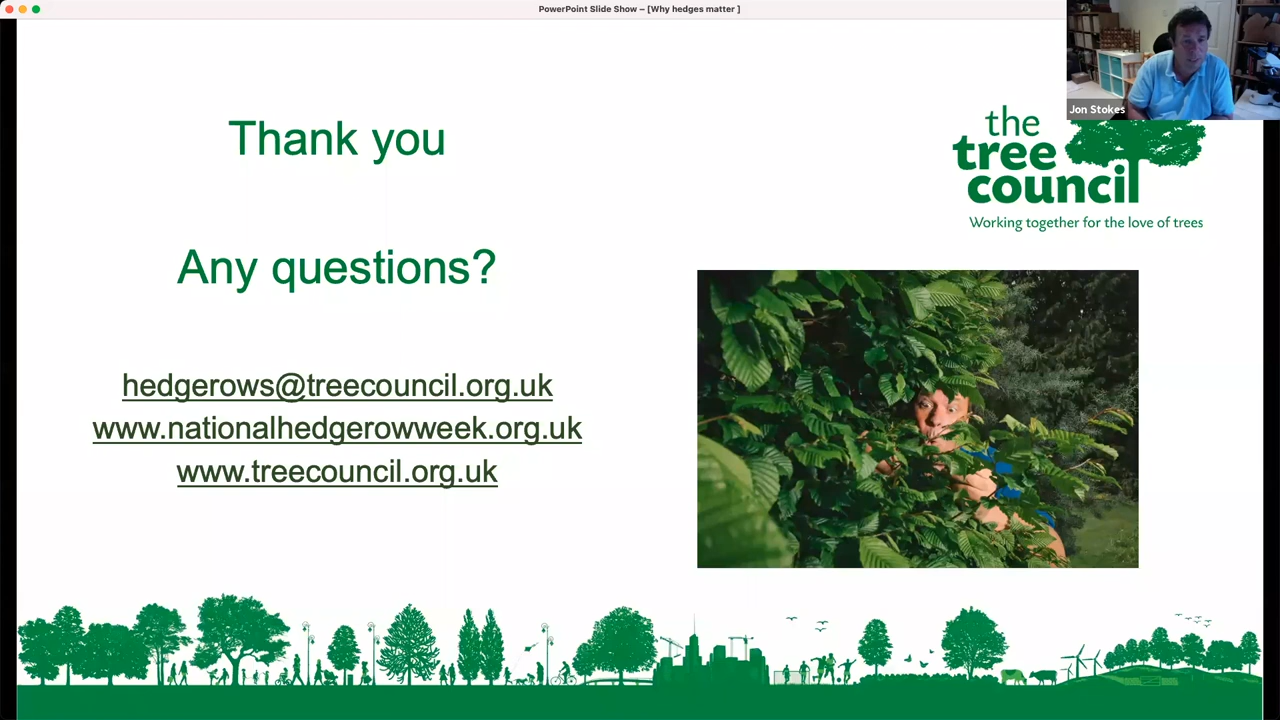 PowerPoint Slide Show – [Why hedges matter ]
Jon Stokes
Thank you
the
tree
council
Working together for the love of trees
Any questions?
hedgerows@treecouncil.org.uk
www.nationalhedgerowweek.org.uk
www.treecouncil.org.uk